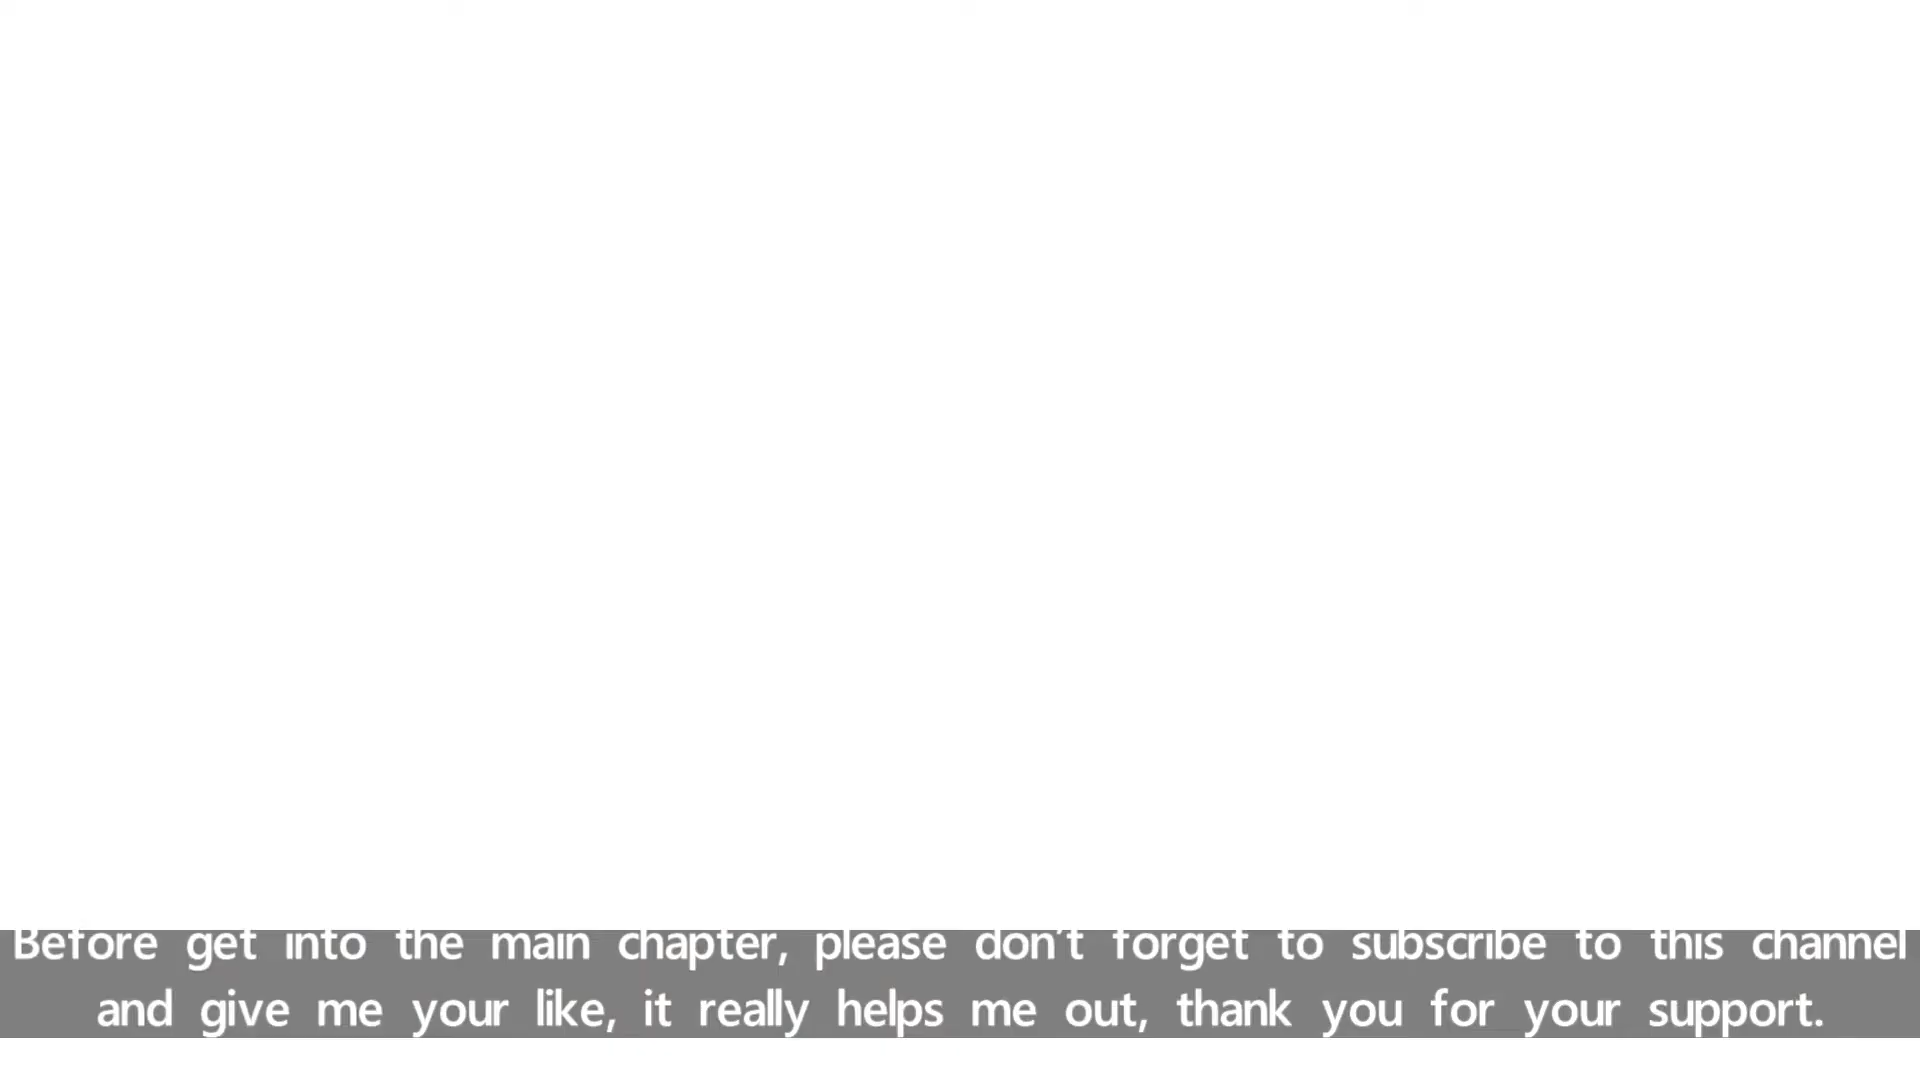 Before get into the main chapter, please don't forget to subscribe to this channel
and give me your like, it really helps me out, thank you for your support.